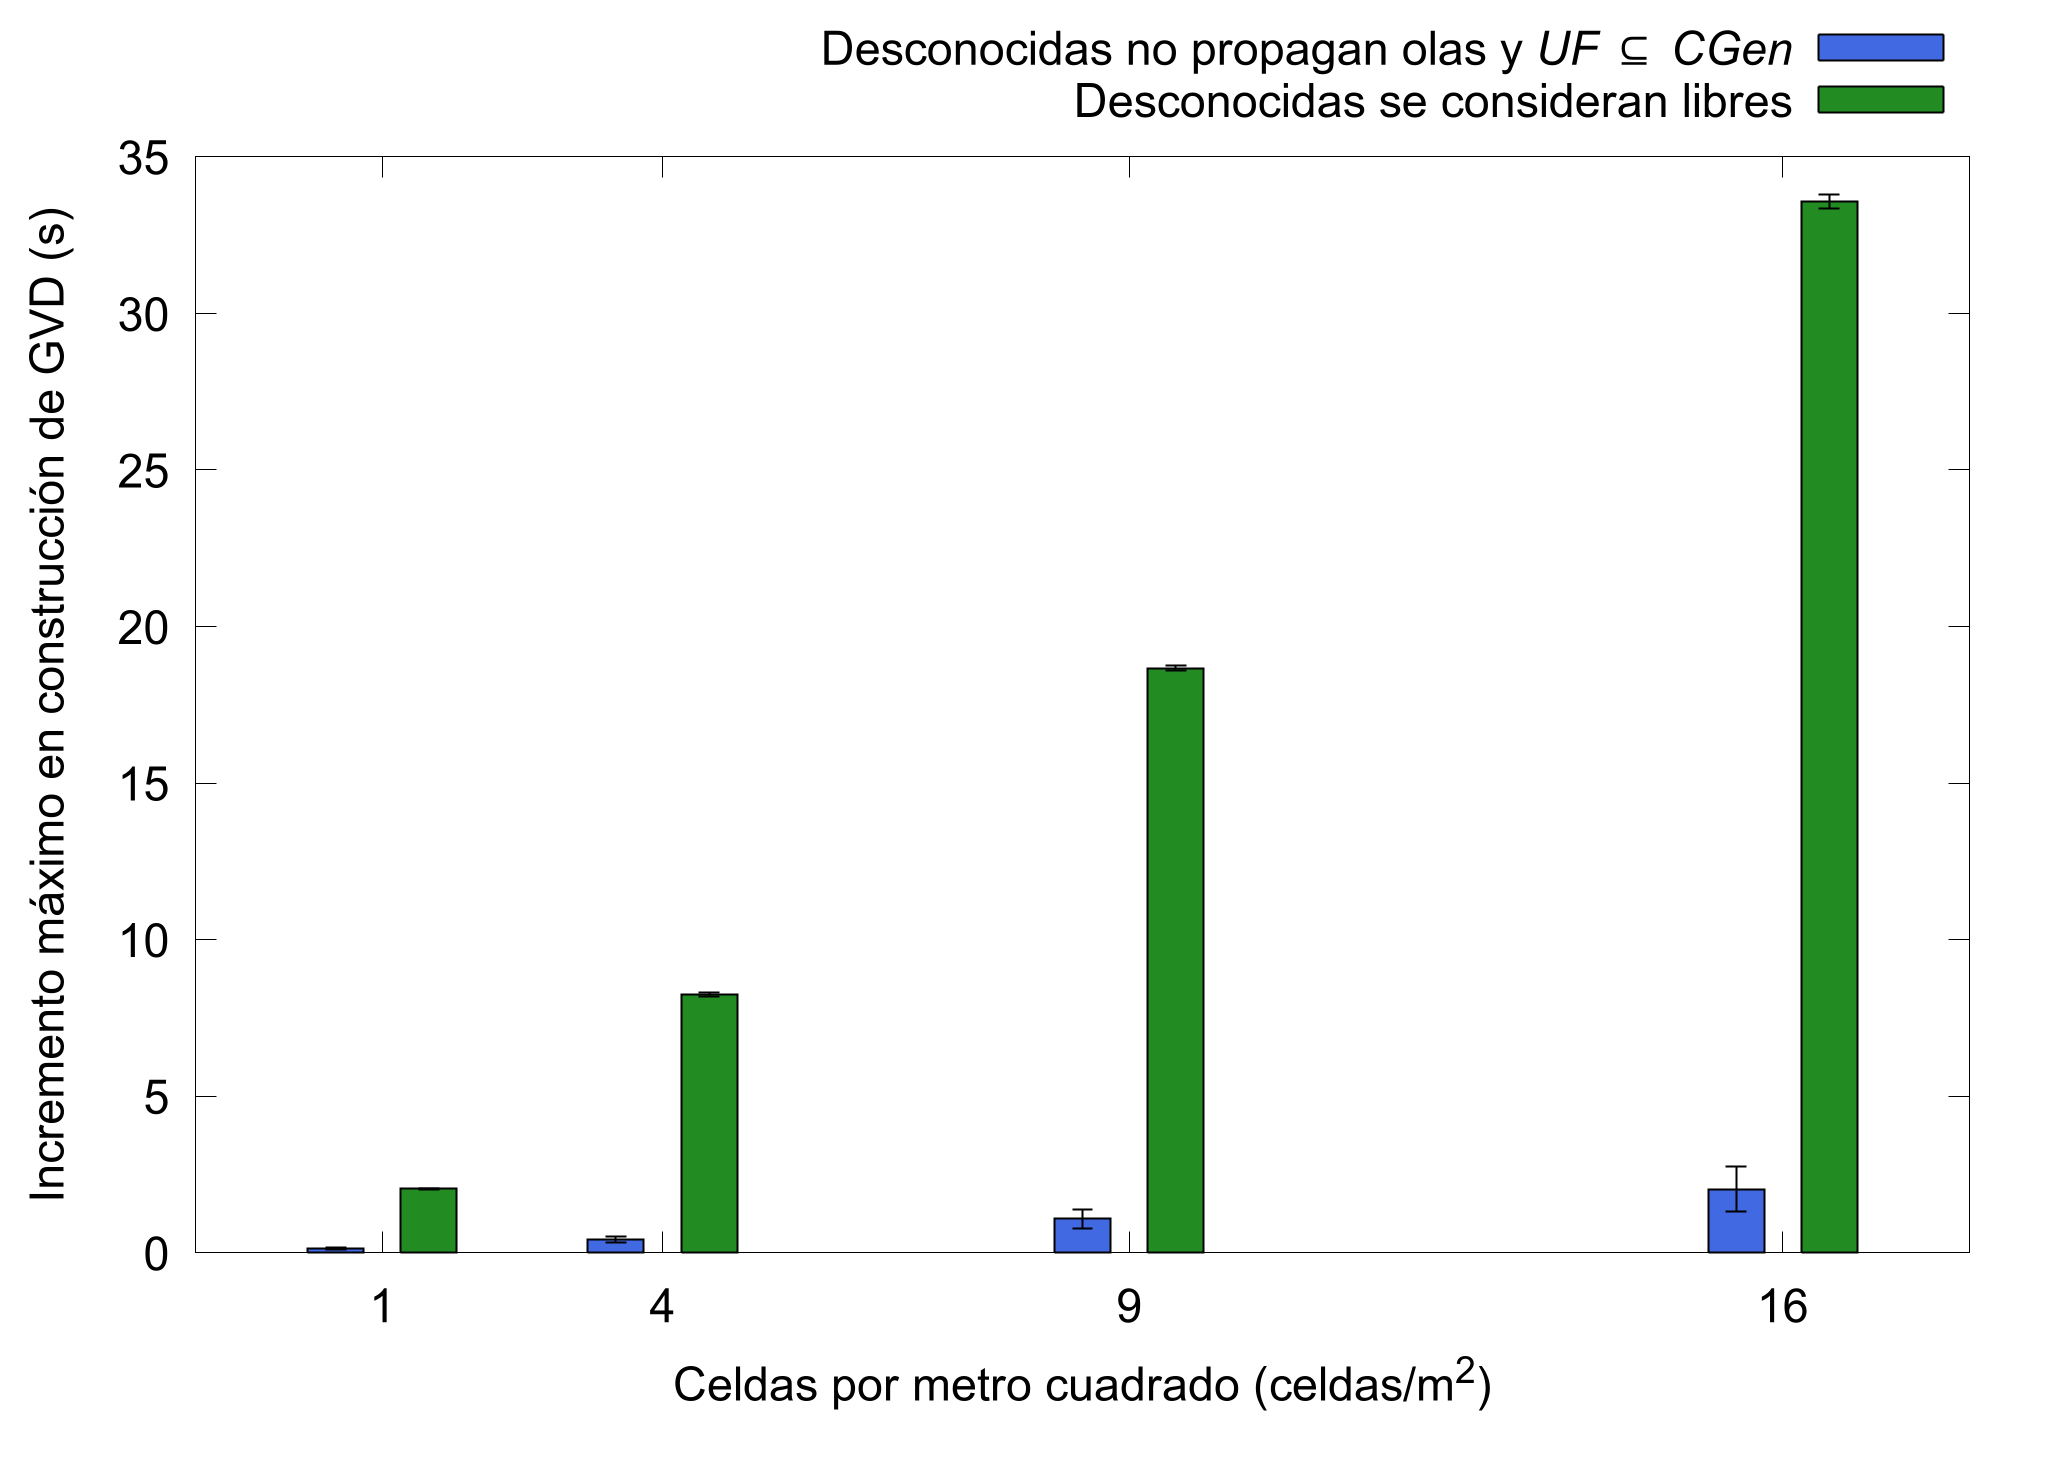 Desconocidas no propagan olas y UF ⊆ CGen
Desconocidas se consideran libres
Incremento máximo en construcción de GVD (s)
35
30
25
20
15
10
5
0
1 4 9 16
Celdas por metro cuadrado (celdas/m²)